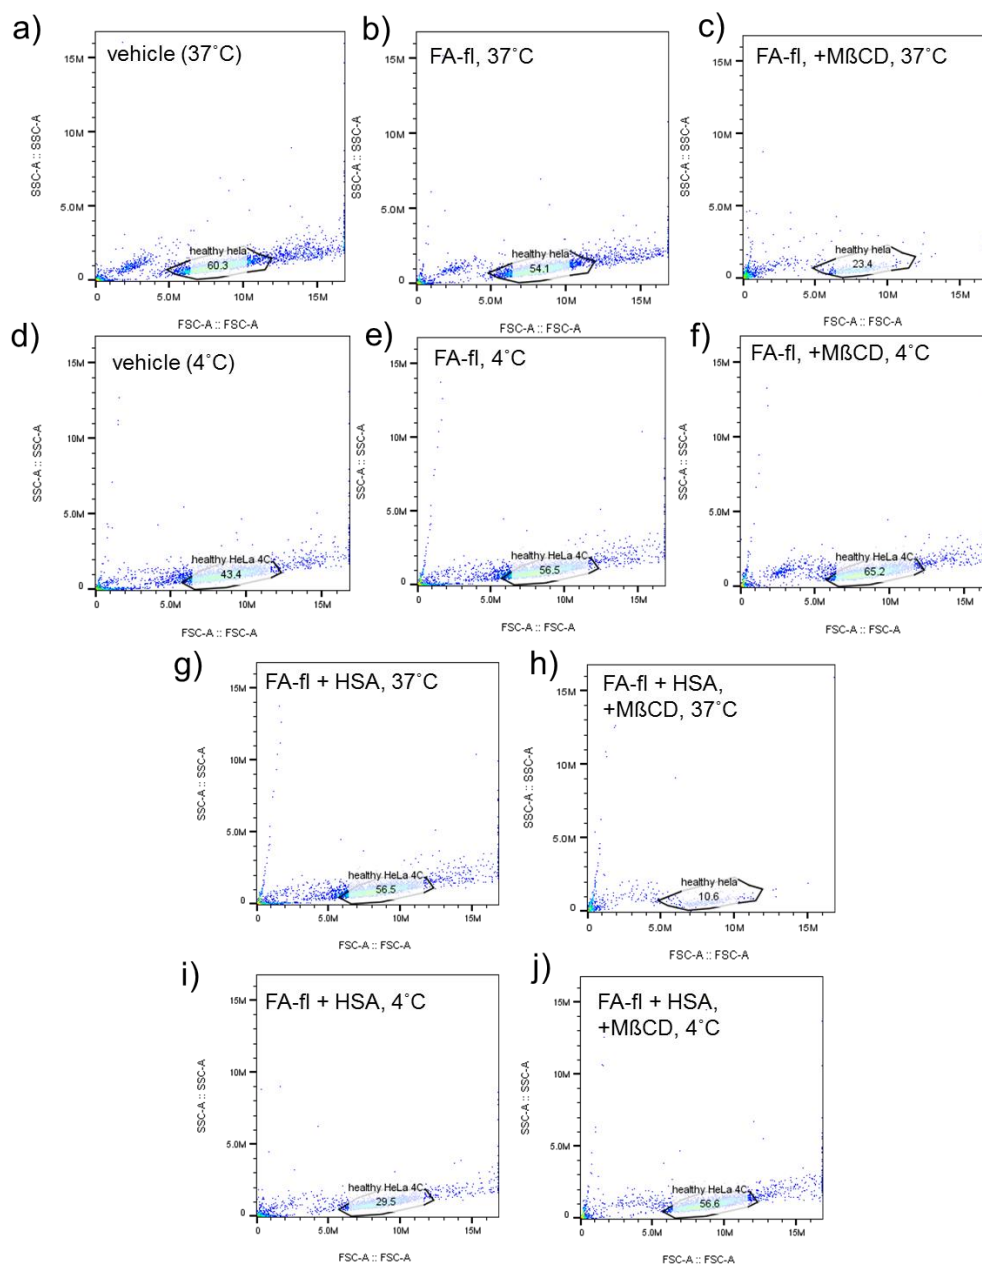 a)
vehicle (37˚C)
15M
10M
5.0M
0
SSC-A :: SSC-A
healthy hela
60.3
0
5.0M
10M
15M
FSC-A :: FSC-A
b)
FA-fl, 37˚C
15M
10M
5.0M
0
SSC-A :: SSC-A
healthy hela
54.1
0
5.0M
10M
15M
FSC-A :: FSC-A
c)
FA-fl, +MßCD, 37˚C
15M
10M
5.0M
0
SSC-A :: SSC-A
healthy hela
23.4
0
5.0M
10M
15M
FSC-A :: FSC-A
d)
vehicle (4˚C)
15M
10M
5.0M
0
SSC-A :: SSC-A
healthy HeLa 4C
43.4
0
5.0M
10M
15M
FSC-A :: FSC-A
e)
FA-fl, 4˚C
15M
10M
5.0M
0
SSC-A :: SSC-A
healthy HeLa 4C
56.5
0
5.0M
10M
15M
FSC-A :: FSC-A
f)
FA-fl, +MßCD, 4˚C
15M
10M
5.0M
0
SSC-A :: SSC-A
healthy HeLa 4C
65.2
0
5.0M
10M
15M
FSC-A :: FSC-A
g)
FA-fl + HSA, 37˚C
15M
10M
5.0M
0
SSC-A :: SSC-A
healthy HeLa 4C
56.5
0
5.0M
10M
15M
FSC-A :: FSC-A
h)
FA-fl + HSA,
+MßCD, 37˚C
15M
10M
5.0M
0
SSC-A :: SSC-A
healthy hela
10.6
0
5.0M
10M
15M
FSC-A :: FSC-A
i)
FA-fl + HSA, 4˚C
15M
10M
5.0M
0
SSC-A :: SSC-A
healthy HeLa 4C
29.5
0
5.0M
10M
15M
FSC-A :: FSC-A
j)
FA-fl + HSA,
+MßCD, 4˚C
15M
10M
5.0M
0
SSC-A :: SSC-A
healthy HeLa 4C
56.6
0
5.0M
10M
15M
FSC-A :: FSC-A